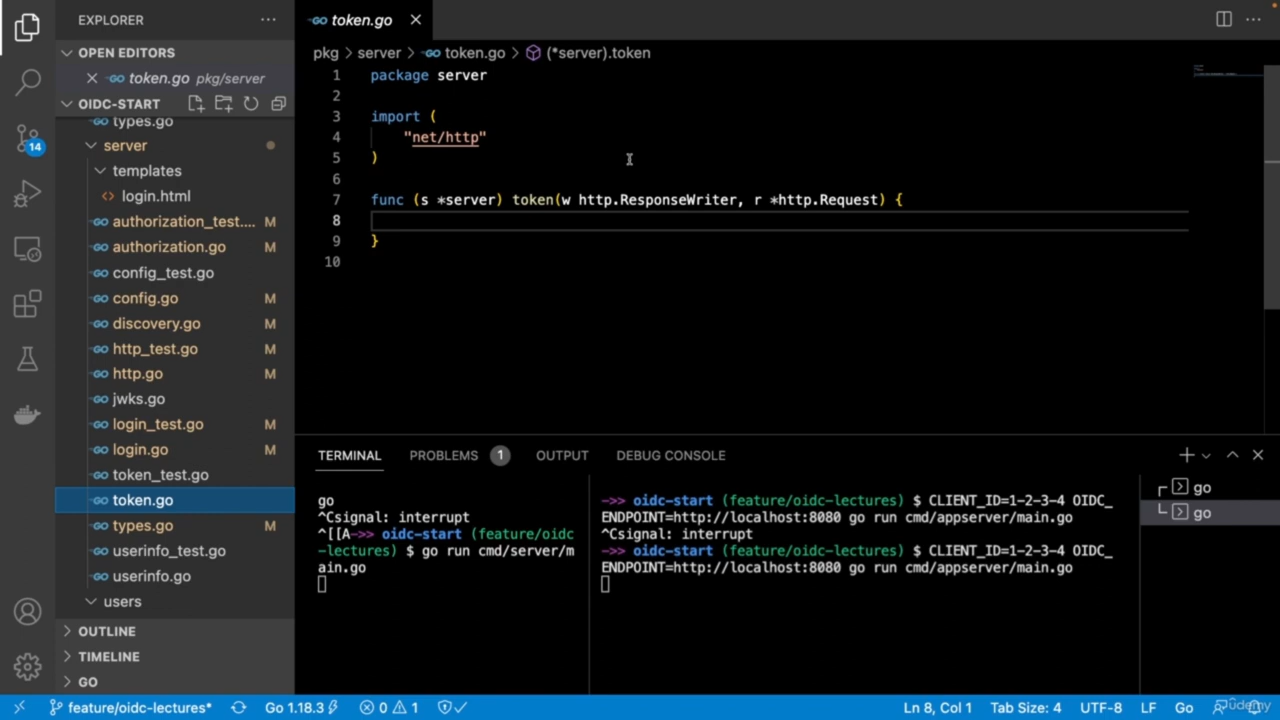 EXPLORER
···
OPEN EDITORS
token.go pkg/server
OIDC-START
types.go
server
templates
login.html
authorization_test.... M
authorization.go M
config_test.go
config.go M
discovery.go M
http_test.go M
http.go M
jwks.go
login_test.go M
login.go M
token_test.go
token.go
types.go M
userinfo_test.go
userinfo.go
users
OUTLINE
TIMELINE
GO
14
token.go
pkg > server > token.go > (*server).token
1 package server
2
3 import (
4 "net/http"
5 )
6
7 func (s *server) token(w http.ResponseWriter, r *http.Request) {
8
9 }
10
TERMINAL PROBLEMS 1 OUTPUT DEBUG CONSOLE
go
^Csignal: interrupt
^[[A->> oidc-start (feature/oidc
-lectures) $ go run cmd/server/m
ain.go
->> oidc-start (feature/oidc-lectures) $ CLIENT_ID=1-2-3-4 OIDC_
ENDPOINT=http://localhost:8080 go run cmd/appserver/main.go
^Csignal: interrupt
->> oidc-start (feature/oidc-lectures) $ CLIENT_ID=1-2-3-4 OIDC_
ENDPOINT=http://localhost:8080 go run cmd/appserver/main.go
go
go
feature/oidc-lectures* Go 1.18.3 0 1 Ln 8, Col 1 Tab Size: 4 UTF-8 LF Go
Udemy